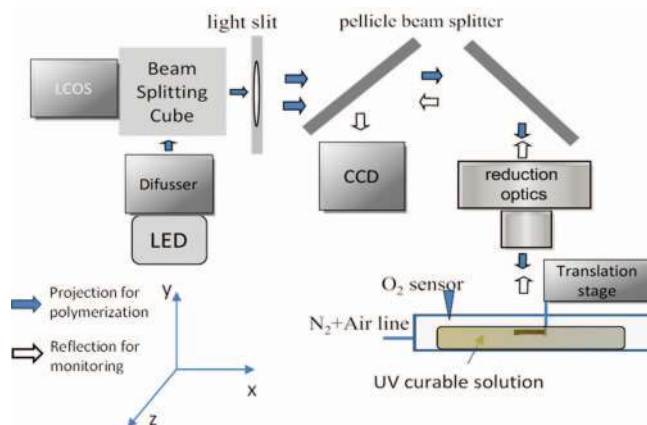 light slit
pellicle beam splitter
LCOS
Beam
Splitting
Cube
Difusser
CCD
reduction
optics
LED
Projection for
polymerization
Reflection for
monitoring
y
x
z
O2 sensor
Translation
stage
N2+Air line
UV curable solution